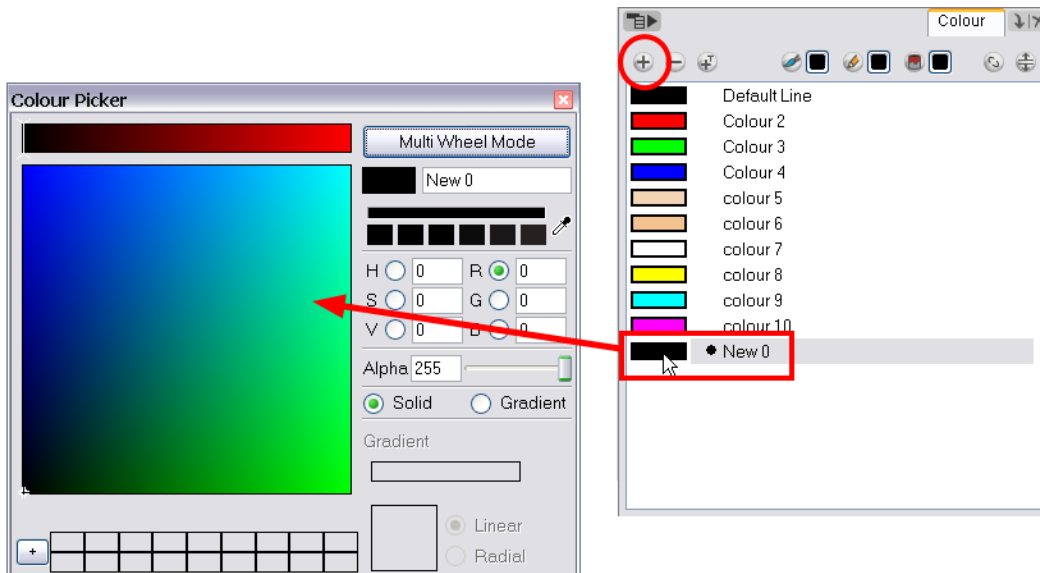 Colour Picker
Multi Wheel Mode
New 0
H 0 R 0
S 0 G 0
V 0 B 0
Alpha 255
Solid Gradient
Gradient
Linear
Radial
+
Colour
Default Line
Colour 2
Colour 3
Colour 4
colour 5
colour 6
colour 7
colour 8
colour 9
colour 10
New 0